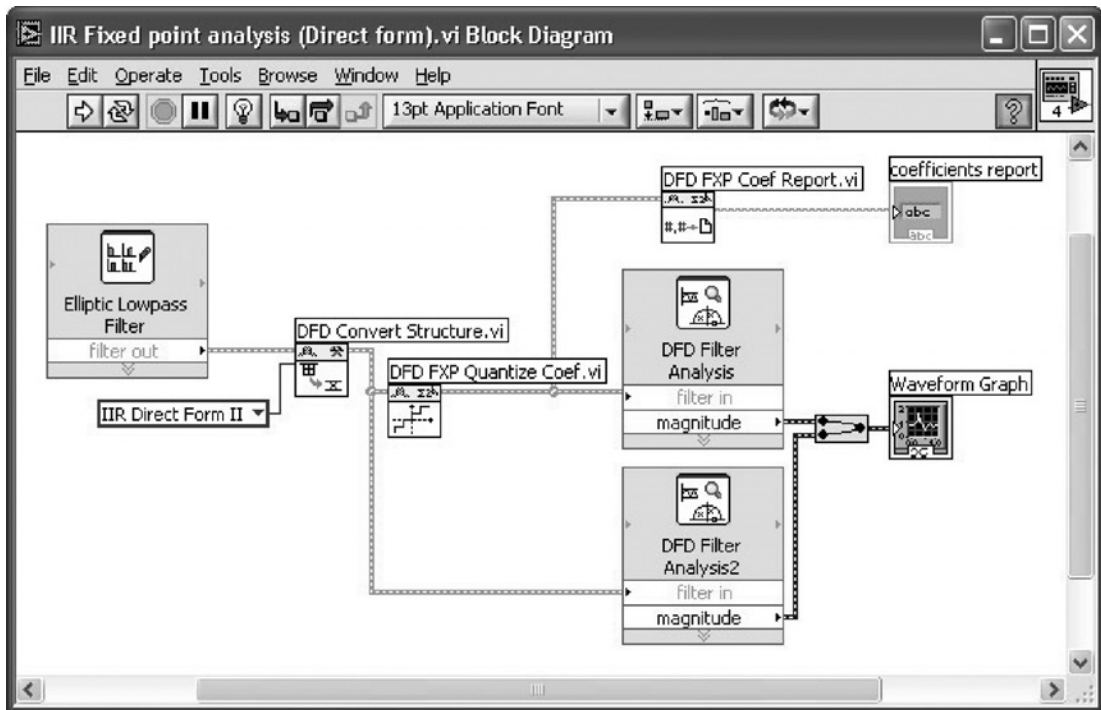 IIR Fixed point analysis (Direct form).vi Block Diagram
File Edit Operate Tools Browse Window Help
13pt Application Font
?
4
DFD FXP Coef Report.vi
coefficients report
#,#
abc
abc
Elliptic Lowpass
Filter
filter out
DFD Convert Structure.vi
IIR Direct Form II
DFD FXP Quantize Coef.vi
DFD Filter
Analysis
filter in
magnitude
Waveform Graph
DFD Filter
Analysis2
filter in
magnitude